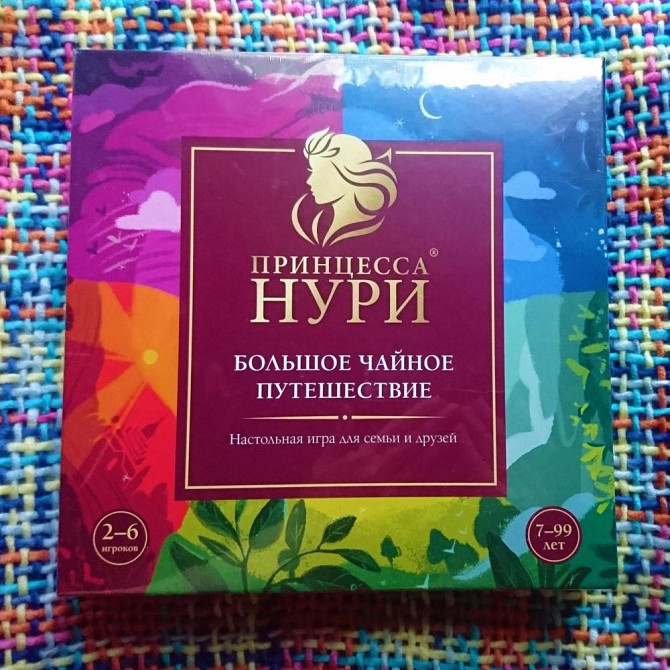 ПРИНЦЕССА®
НУРИ
БОЛЬШОЕ ЧАЙНОЕ
ПУТЕШЕСТВИЕ
Настольная игра для семьи и друзей
2–6
игроков
7–99
лет